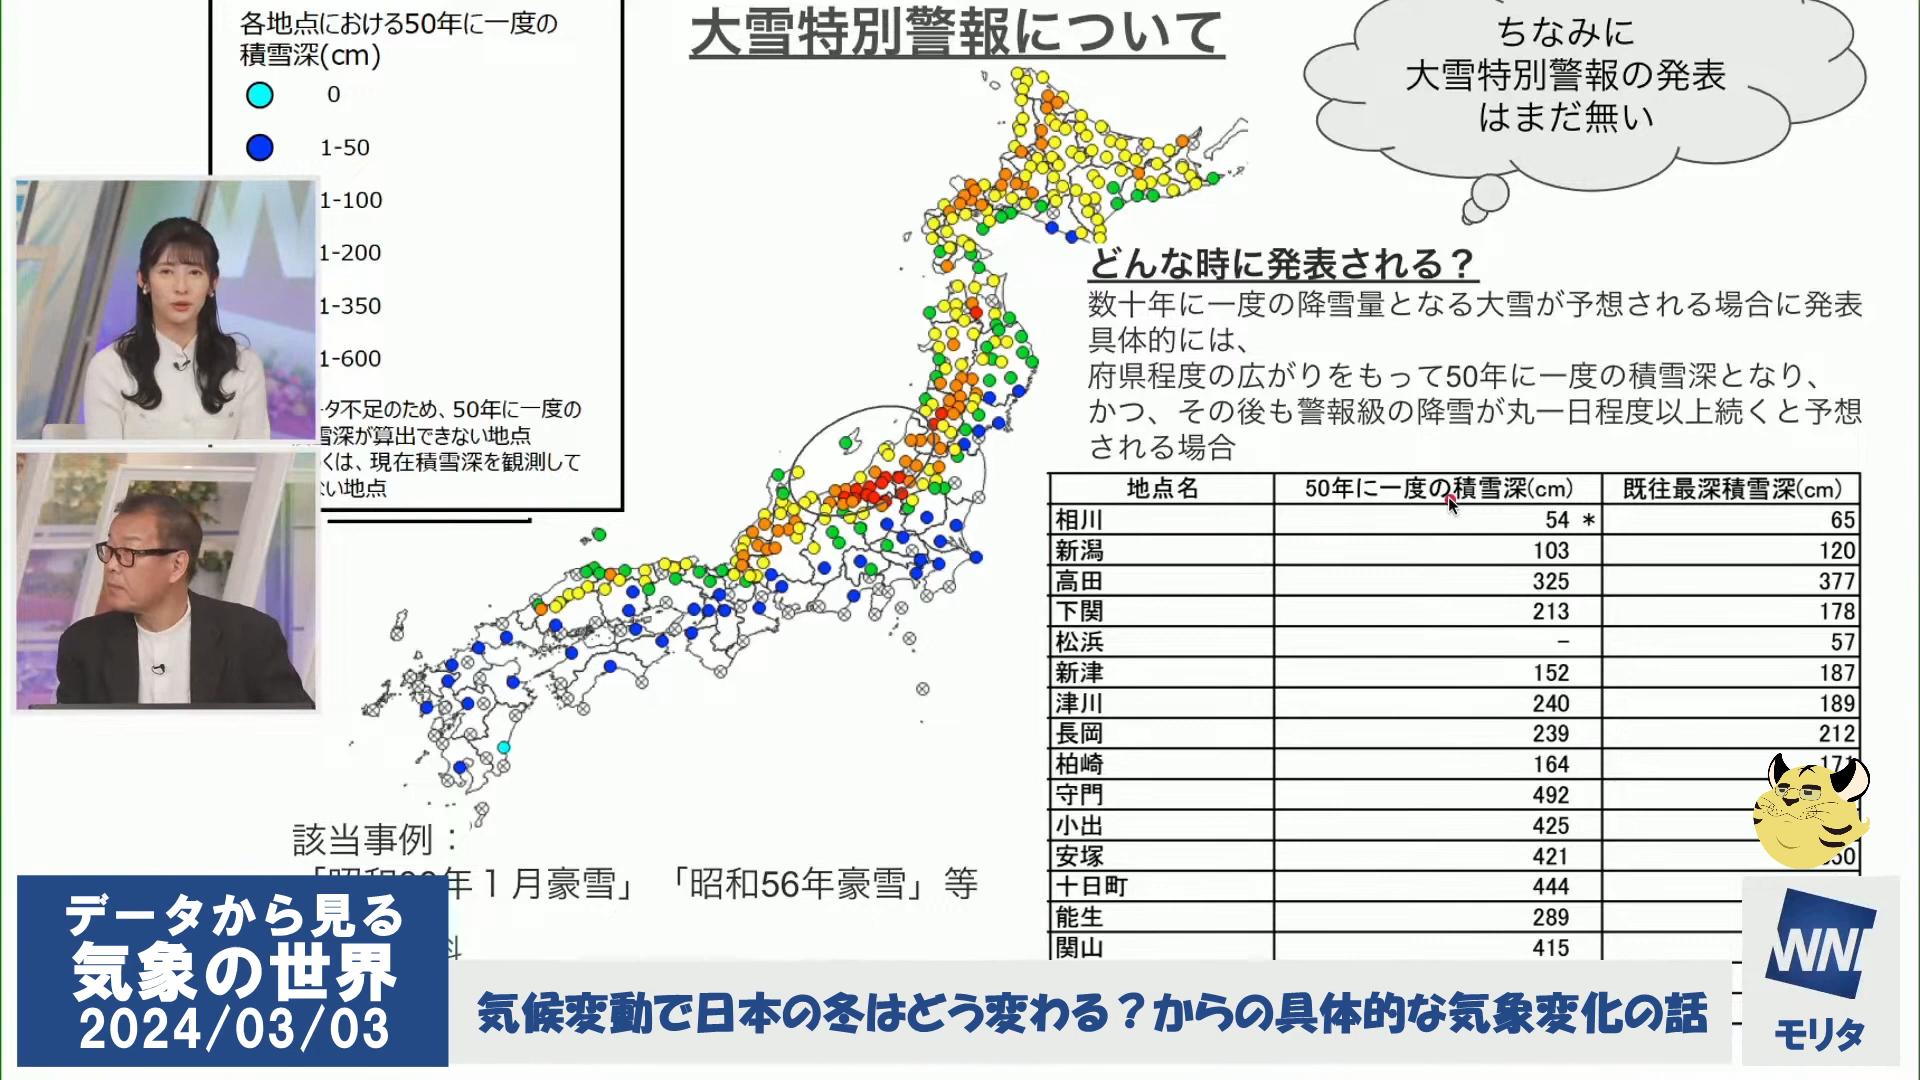 各地点における50年に一度の
積雪深(cm)
0
1-50
1-100
1-200
1-350
1-600
タ不足のため、50年に一度の
雪深が算出できない地点
くは、現在積雪深を観測して
い地点
大雪特別警報について
ちなみに
大雪特別警報の発表
はまだ無い
どんな時に発表される？
数十年に一度の降雪量となる大雪が予想される場合に発表
具体的には、
府県程度の広がりをもって50年に一度の積雪深となり、
かつ、その後も警報級の降雪が丸一日程度以上続くと予想
される場合
地点名 50年に一度の積雪深(cm) 既往最深積雪深(cm)
相川 54 * 65
新潟 103 120
高田 325 377
下関 213 178
松浜 − 57
新津 152 187
津川 240 189
長岡 239 212
柏崎 164 171
守門 492
小出 425
安塚 421
十日町 444
能生 289
関山 415
該当事例：
年１月豪雪」「昭和56年豪雪」等
データから見る
気象の世界
2024/03/03
気候変動で日本の冬はどう変わる？からの具体的な気象変化の話
WNI
モリタ